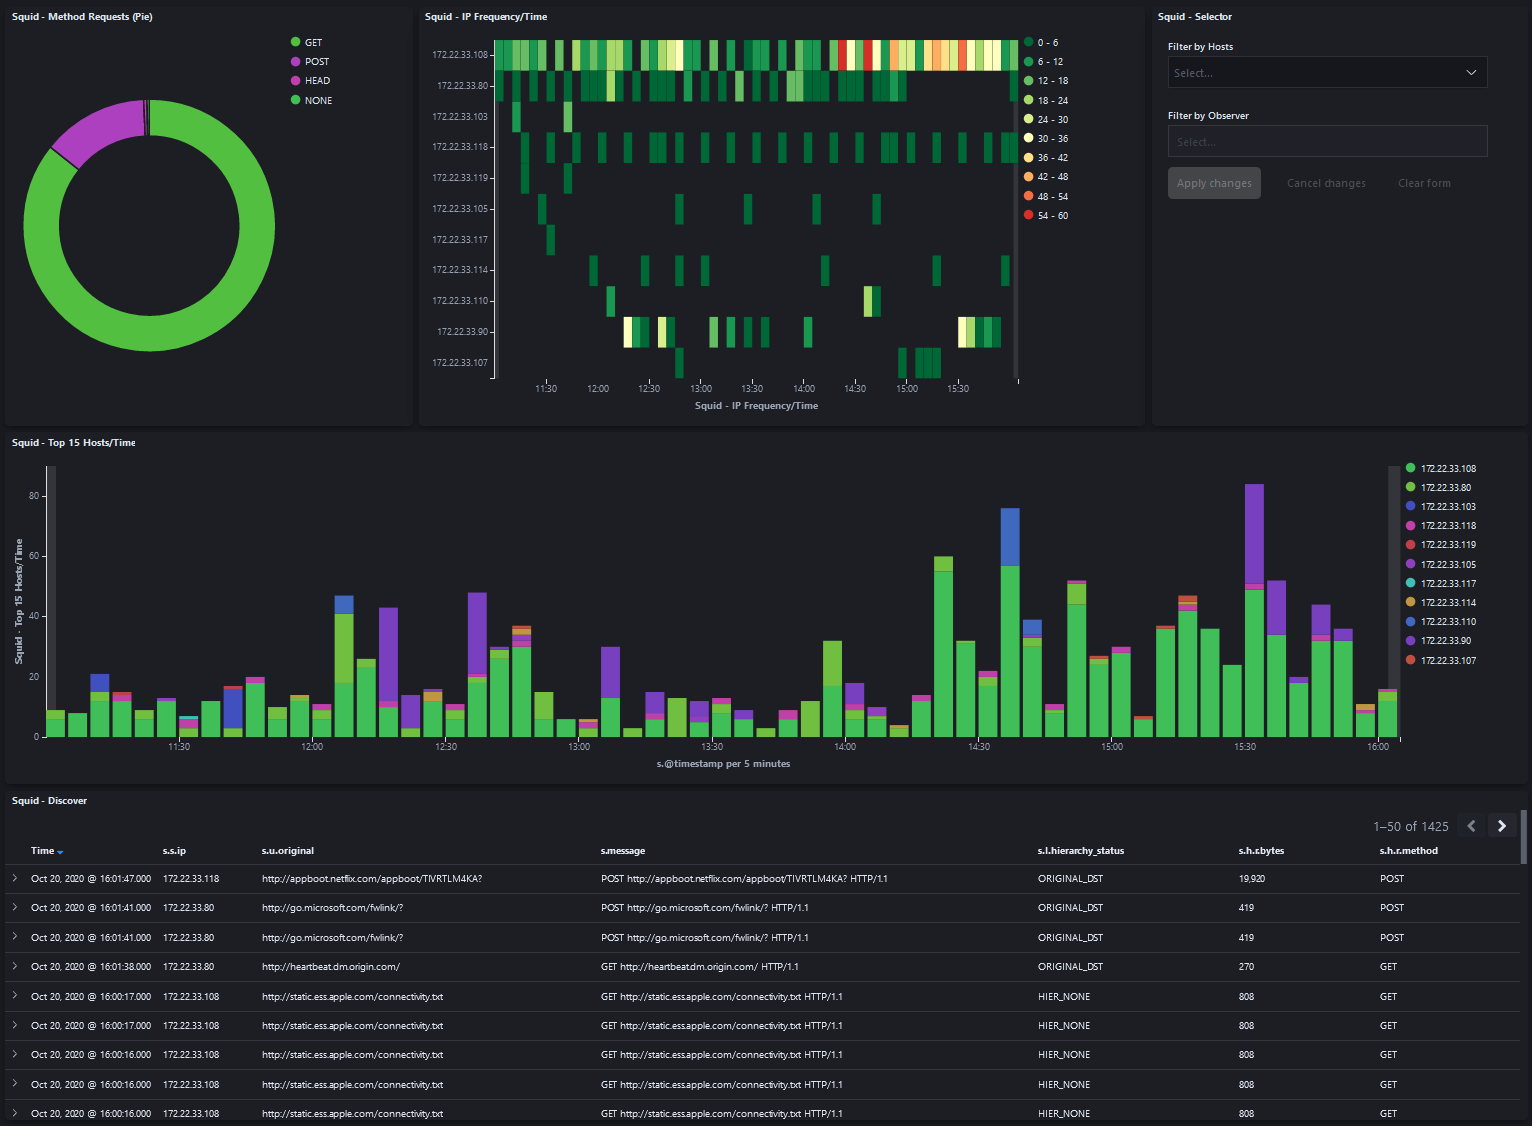 Squid - Method Requests (Pie)
GET
POST
HEAD
NONE
Squid - IP Frequency/Time
172.22.33.108
172.22.33.80
172.22.33.103
172.22.33.118
172.22.33.119
172.22.33.105
172.22.33.117
172.22.33.114
172.22.33.110
172.22.33.90
172.22.33.107
11:30 12:00 12:30 13:00 13:30 14:00 14:30 15:00 15:30
Squid - IP Frequency/Time
0 - 6
6 - 12
12 - 18
18 - 24
24 - 30
30 - 36
36 - 42
42 - 48
48 - 54
54 - 60
Squid - Selector
Filter by Hosts
Select...
Filter by Observer
Select...
Apply changes Cancel changes Clear form
Squid - Top 15 Hosts/Time
Squid - Top 15 Hosts/Time
80
60
40
20
0
11:30 12:00 12:30 13:00 13:30 14:00 14:30 15:00 15:30 16:00
s.@timestamp per 5 minutes
172.22.33.108
172.22.33.80
172.22.33.103
172.22.33.118
172.22.33.119
172.22.33.105
172.22.33.117
172.22.33.114
172.22.33.110
172.22.33.90
172.22.33.107
Squid - Discover
1–50 of 1425
Time s.s.ip s.u.original s.message s.l.hierarchy_status s.h.r.bytes s.h.r.method
Oct 20, 2020 @ 16:01:47.000 172.22.33.118 http://appboot.netflix.com/appboot/TIVRTLM4KA? POST http://appboot.netflix.com/appboot/TIVRTLM4KA? HTTP/1.1 ORIGINAL_DST 19,920 POST
Oct 20, 2020 @ 16:01:41.000 172.22.33.80 http://go.microsoft.com/fwlink/? POST http://go.microsoft.com/fwlink/? HTTP/1.1 ORIGINAL_DST 419 POST
Oct 20, 2020 @ 16:01:41.000 172.22.33.80 http://go.microsoft.com/fwlink/? POST http://go.microsoft.com/fwlink/? HTTP/1.1 ORIGINAL_DST 419 POST
Oct 20, 2020 @ 16:01:38.000 172.22.33.80 http://heartbeat.dm.origin.com/ GET http://heartbeat.dm.origin.com/ HTTP/1.1 ORIGINAL_DST 270 GET
Oct 20, 2020 @ 16:00:17.000 172.22.33.108 http://static.ess.apple.com/connectivity.txt GET http://static.ess.apple.com/connectivity.txt HTTP/1.1 HIER_NONE 808 GET
Oct 20, 2020 @ 16:00:17.000 172.22.33.108 http://static.ess.apple.com/connectivity.txt GET http://static.ess.apple.com/connectivity.txt HTTP/1.1 HIER_NONE 808 GET
Oct 20, 2020 @ 16:00:16.000 172.22.33.108 http://static.ess.apple.com/connectivity.txt GET http://static.ess.apple.com/connectivity.txt HTTP/1.1 HIER_NONE 808 GET
Oct 20, 2020 @ 16:00:16.000 172.22.33.108 http://static.ess.apple.com/connectivity.txt GET http://static.ess.apple.com/connectivity.txt HTTP/1.1 HIER_NONE 808 GET
Oct 20, 2020 @ 16:00:16.000 172.22.33.108 http://static.ess.apple.com/connectivity.txt GET http://static.ess.apple.com/connectivity.txt HTTP/1.1 HIER_NONE 808 GET